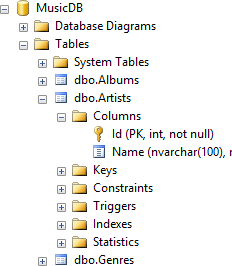 MusicDB
Database Diagrams
Tables
System Tables
dbo.Albums
dbo.Artists
Columns
Id (PK, int, not null)
Name (nvarchar(100), r
Keys
Constraints
Triggers
Indexes
Statistics
dbo.Genres